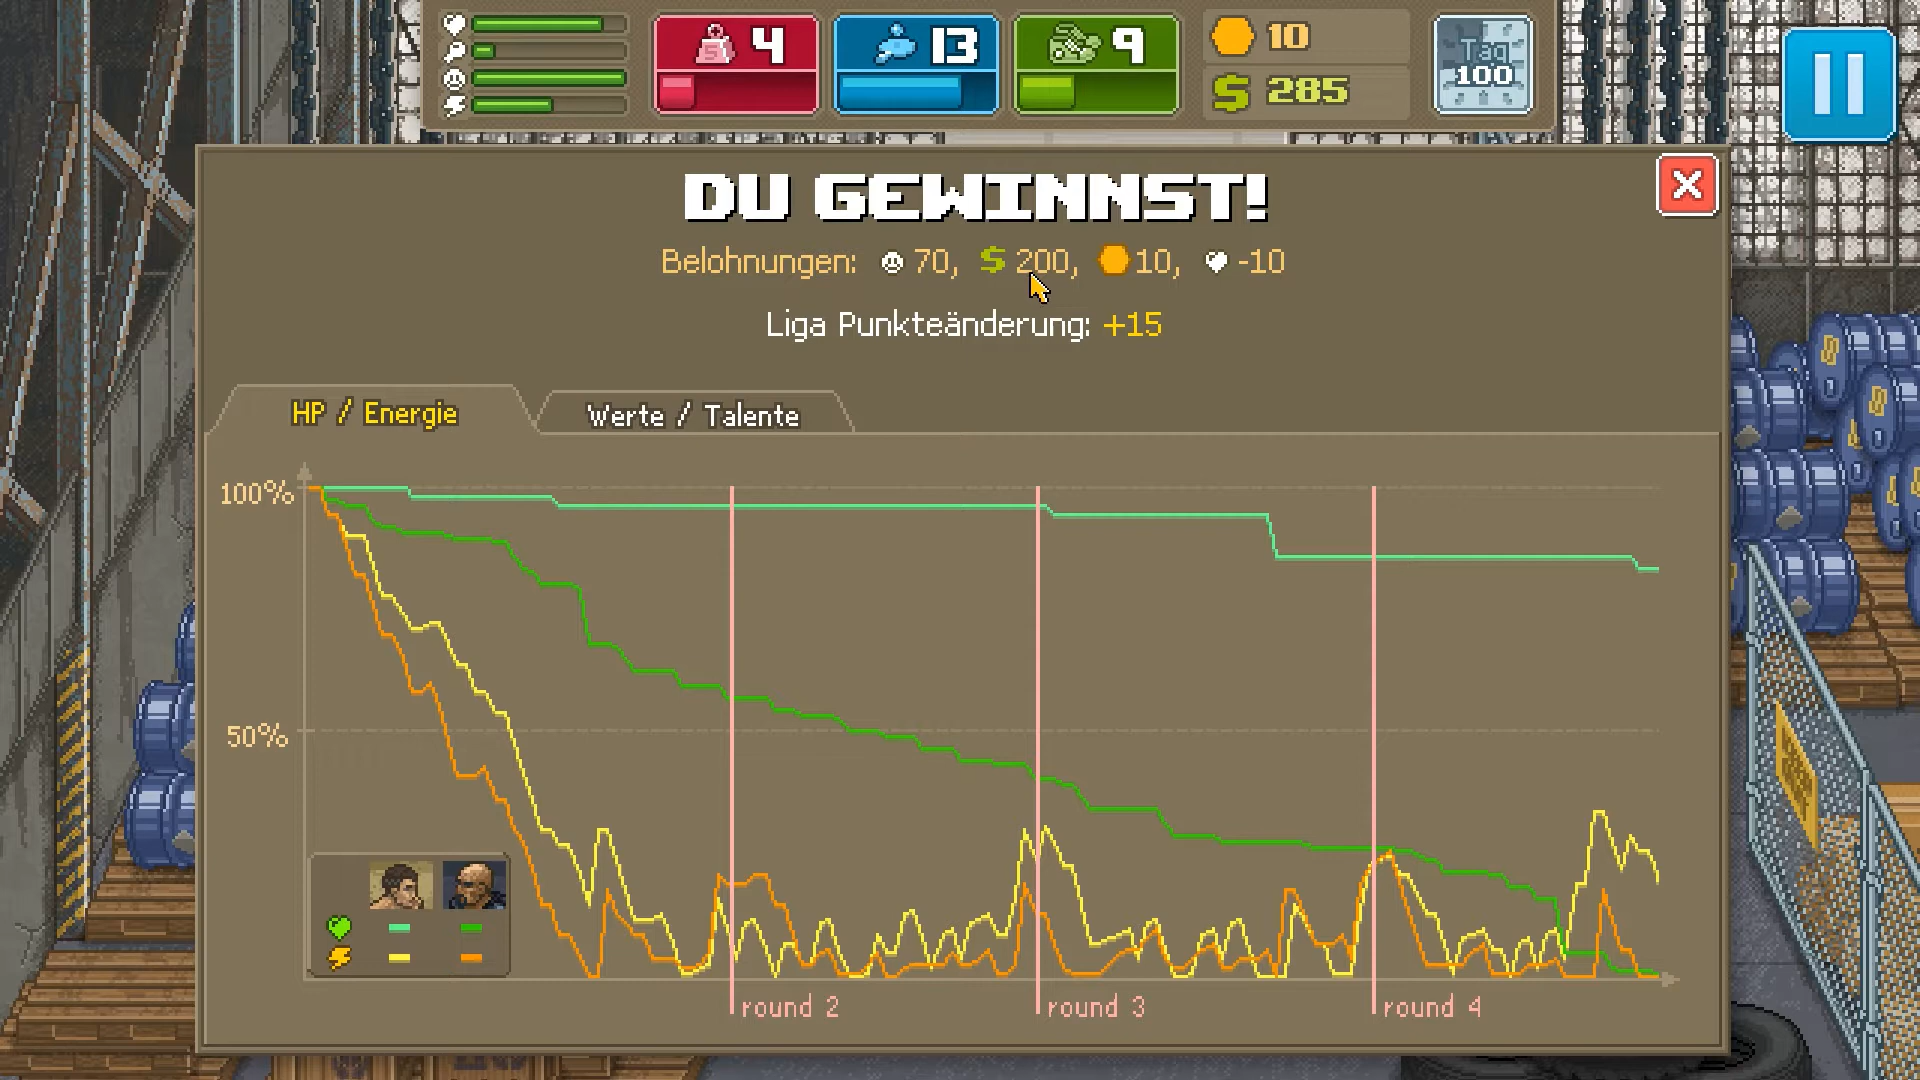 4
13
9
10
$ 285
Tag
100
DU GEWINNST!
Belohnungen: 70, $ 200, 10, -10
Liga Punkteänderung: +15
HP / Energie
Werte / Talente
100%
50%
round 2
round 3
round 4